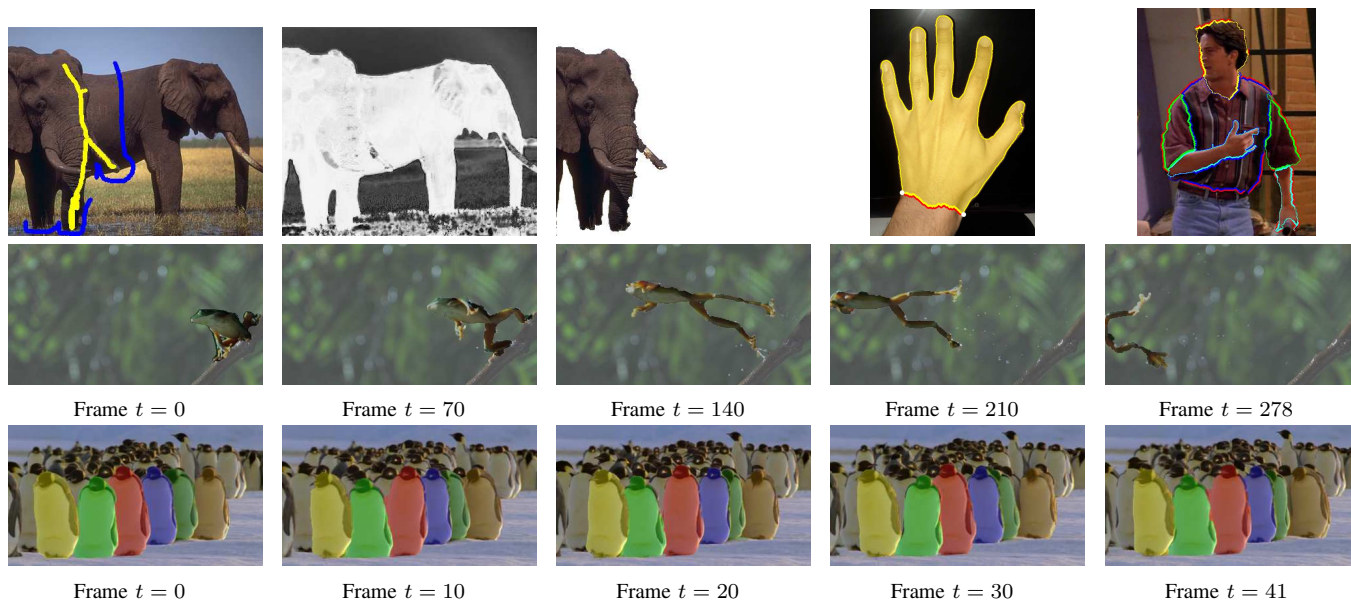 Frame t = 0 Frame t = 70 Frame t = 140 Frame t = 210 Frame t = 278
Frame t = 0 Frame t = 10 Frame t = 20 Frame t = 30 Frame t = 41